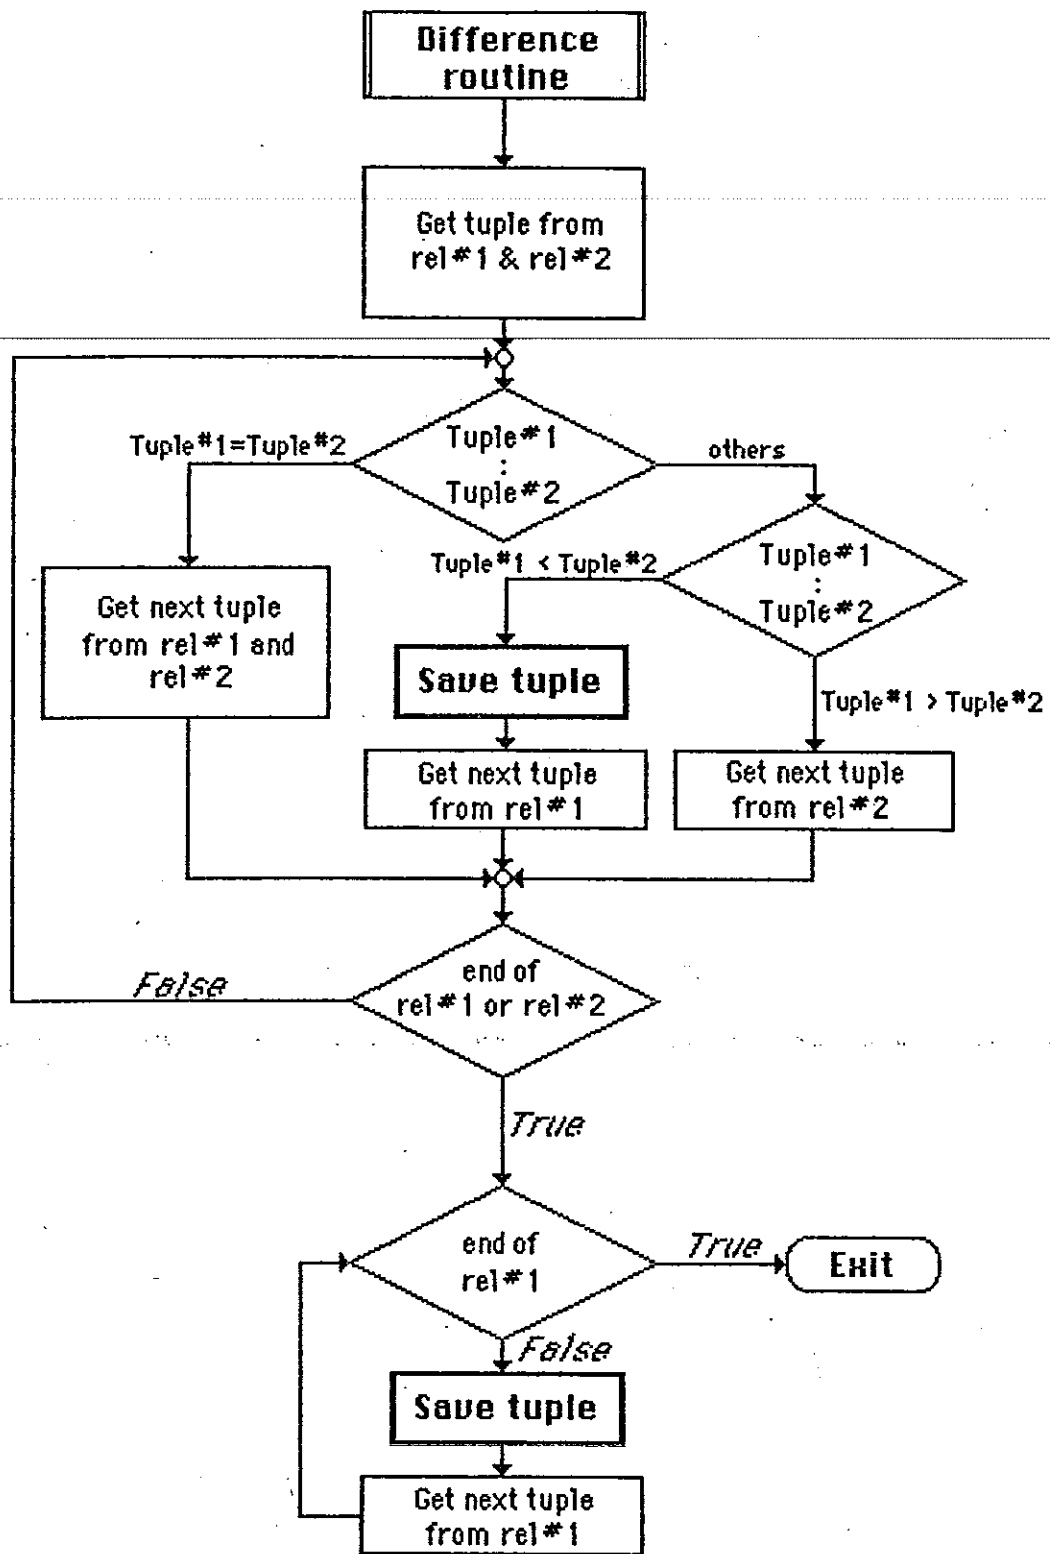 Difference
routine
Get tuple from
rel#1 & rel#2
Tuple#1=Tuple#2
Tuple#1
:
Tuple#2
others
Tuple#1 < Tuple#2
Tuple#1
:
Tuple#2
Get next tuple
from rel#1 and
rel#2
Save tuple
Tuple#1 > Tuple#2
Get next tuple
from rel#1
Get next tuple
from rel#2
False
end of
rel#1 or rel#2
True
end of
rel#1
True
Exit
False
Save tuple
Get next tuple
from rel#1